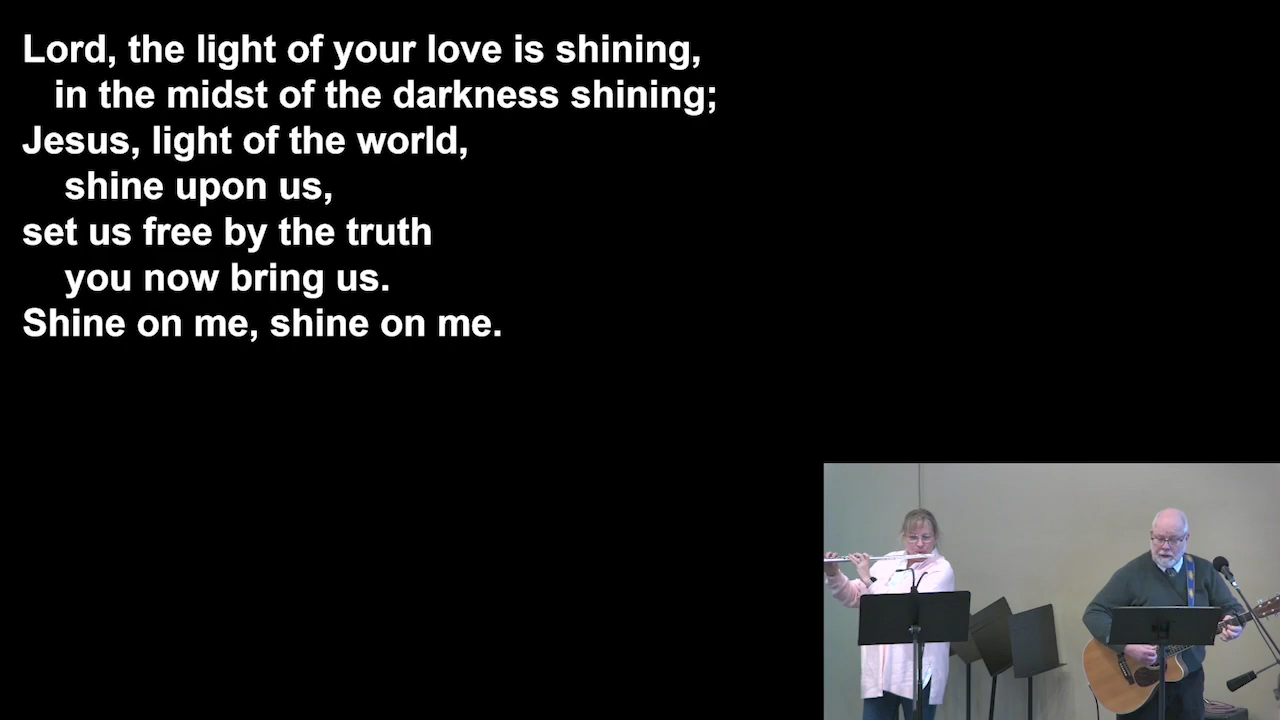 Lord, the light of your love is shining,
in the midst of the darkness shining;
Jesus, light of the world,
shine upon us,
set us free by the truth
you now bring us.
Shine on me, shine on me.